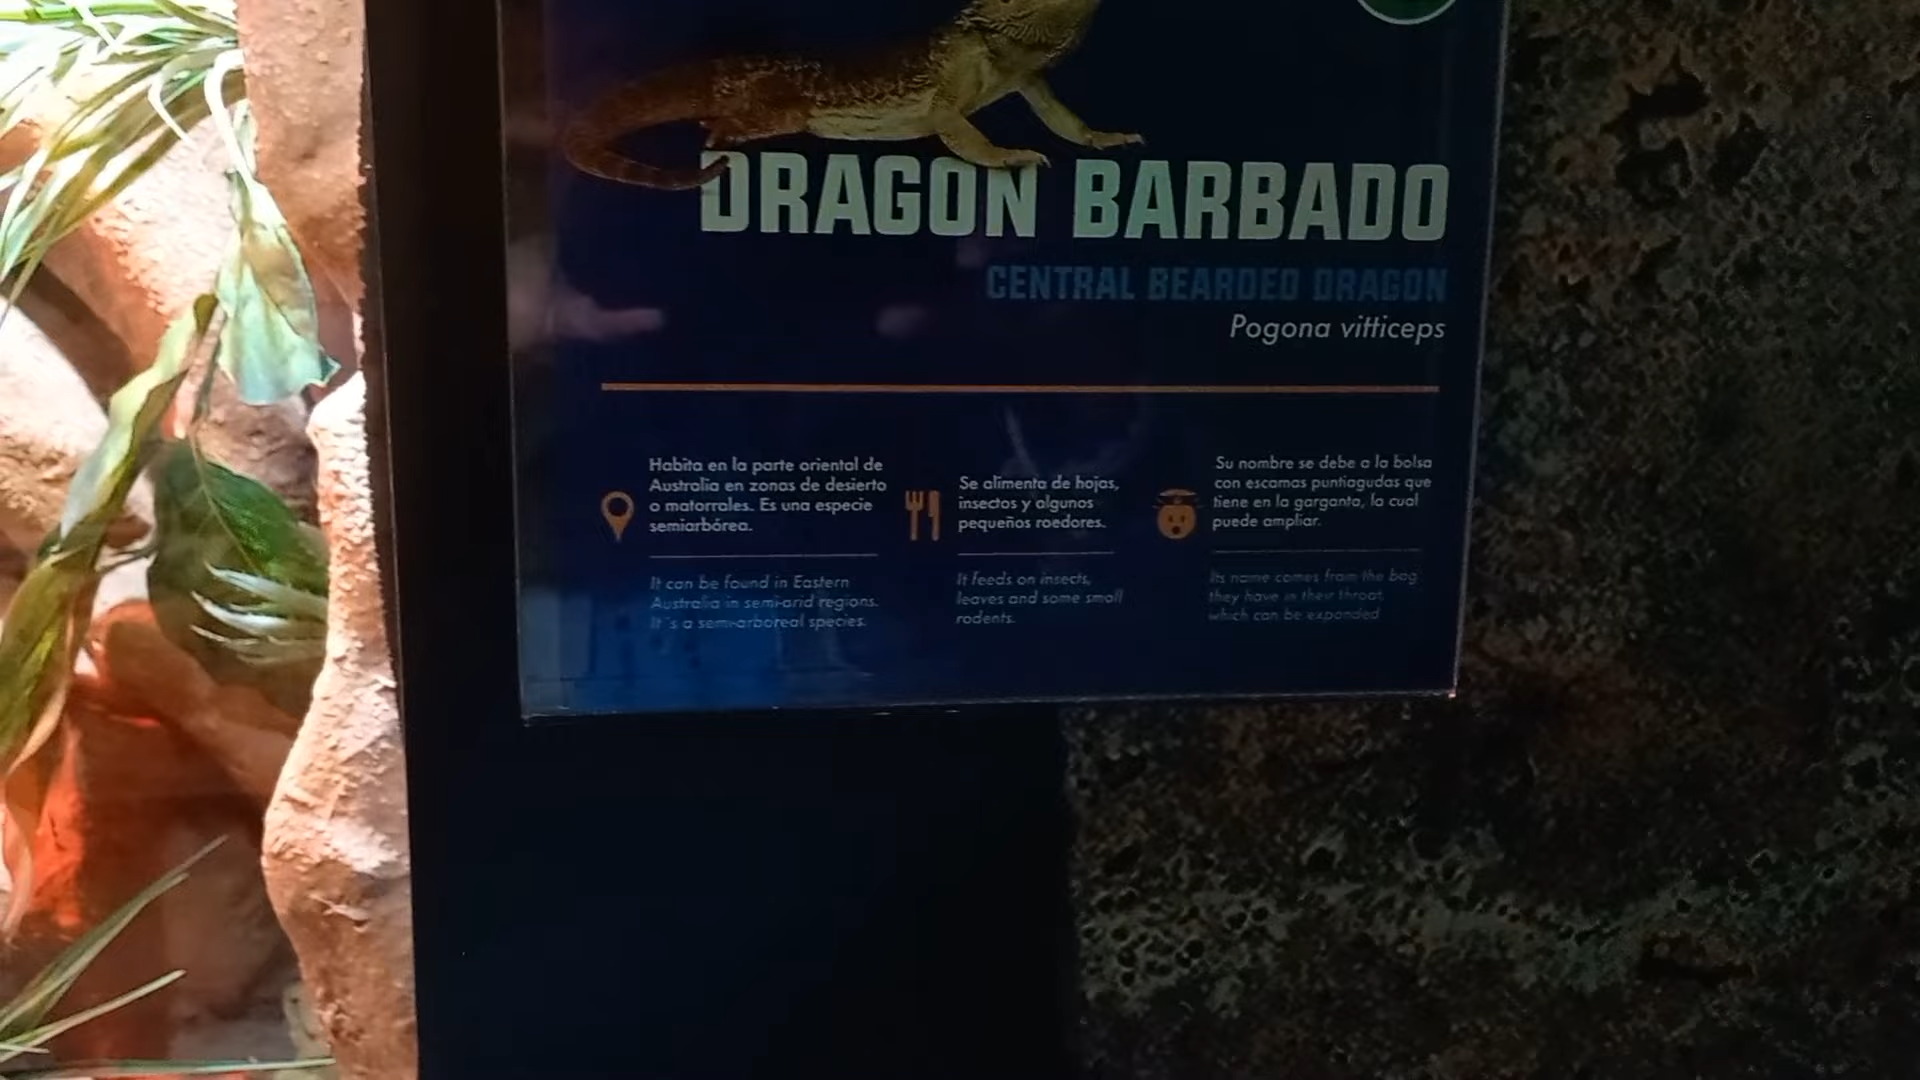 DRAGON BARBADO
CENTRAL BEARDED DRAGON
Pogona vitticeps
Habita en la parte oriental de
Australia en zonas de desierto
o matorrales. Es una especie
semiarbórea.
It can be found in Eastern
Australia in semi-arid regions.
It´s a semi-arboreal species.
Se alimenta de hojas,
insectos y algunos
pequeños roedores.
It feeds on insects,
leaves and some small
rodents.
Su nombre se debe a la bolsa
con escamas puntiagudas que
tiene en la garganta, la cual
puede ampliar.
Its name comes from the bag
they have in their throat,
which can be expanded